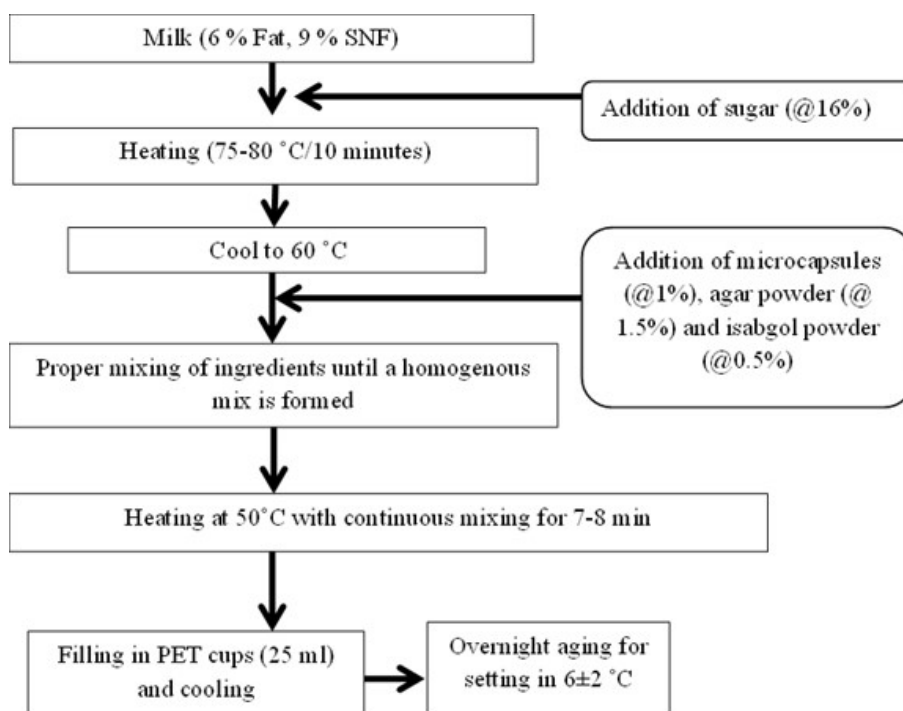 Milk (6 % Fat, 9 % SNF)
Addition of sugar (@16%)
Heating (75-80 ˚C/10 minutes)
Cool to 60 ˚C
Addition of microcapsules
(@1%), agar powder (@
1.5%) and isabgol powder
(@0.5%)
Proper mixing of ingredients until a homogenous
mix is formed
Heating at 50˚C with continuous mixing for 7-8 min
Filling in PET cups (25 ml)
and cooling
Overnight aging for
setting in 6±2 ˚C